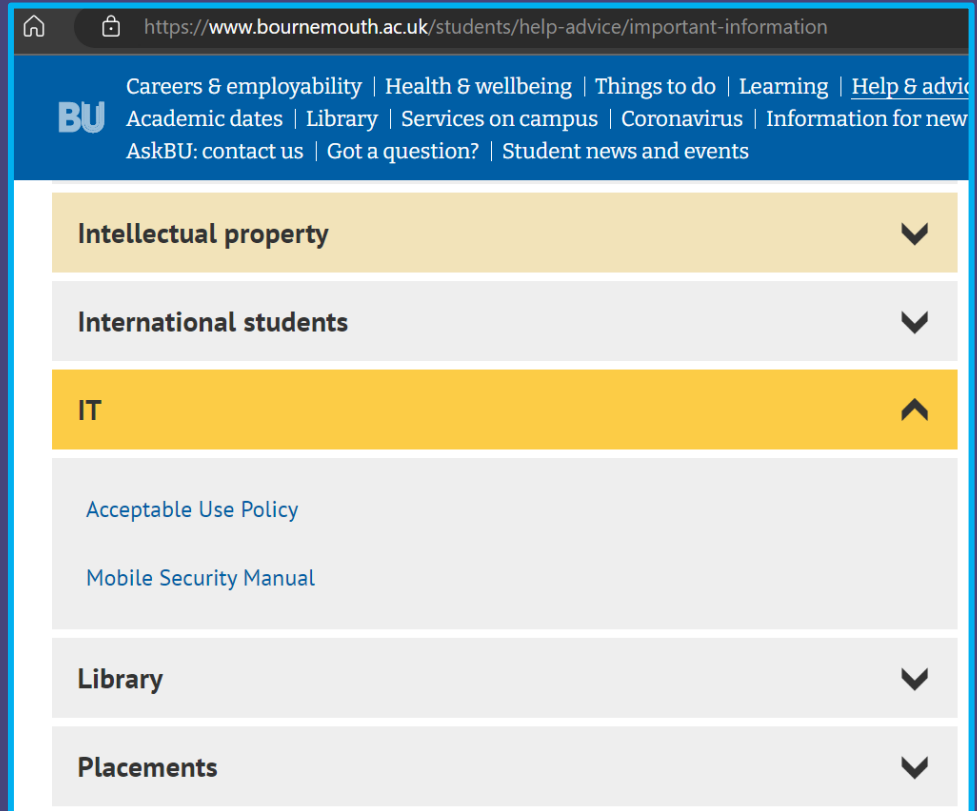 https://www.bournemouth.ac.uk/students/help-advice/important-information
Careers & employability | Health & wellbeing | Things to do | Learning | Help &
BU
Academic dates | Library | Services on campus | Coronavirus | Information for new
AskBU: contact us | Got a question? | Student news and events
Intellectual property
International students
IT
Acceptable Use Policy
Mobile Security Manual
Library
Placements